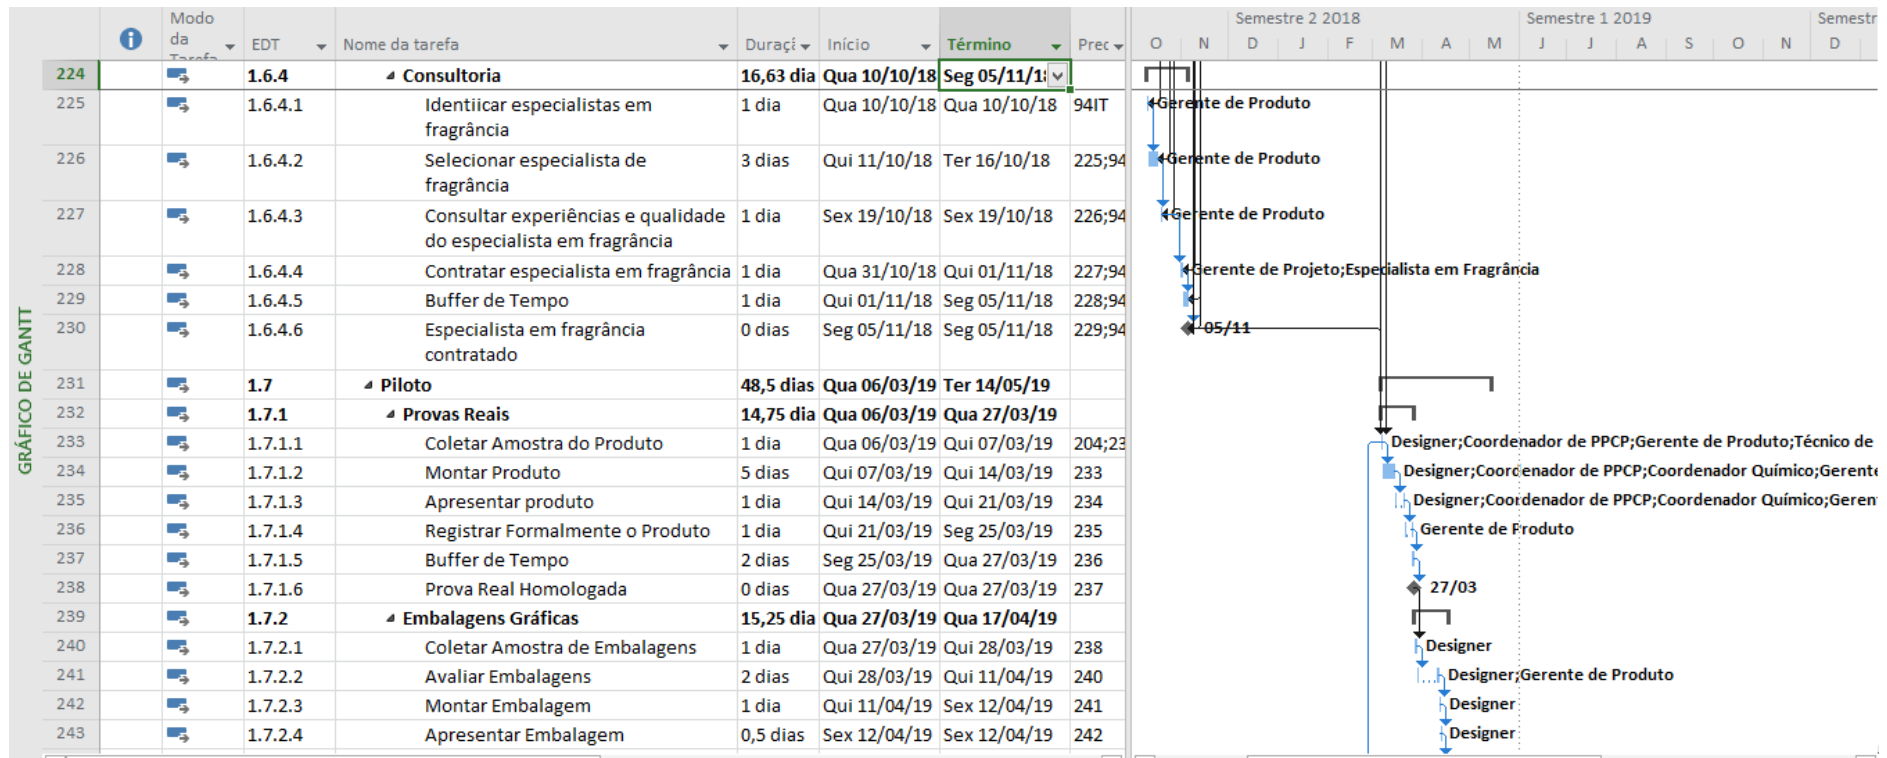 Semestre 2 2018 Semestre 1 2019 Semestr
Modo
da
EDT Nome da tarefa Duraçã Início Término Prec O N D J F M A M J J A S O N D
224 1.6.4 Consultoria 16,63 dia Qua 10/10/18 Seg 05/11/18
225 1.6.4.1 Identiicar especialistas em 1 dia Qua 10/10/18 Qua 10/10/18 94IT Gerente de Produto
fragrância
226 1.6.4.2 Selecionar especialista de 3 dias Qui 11/10/18 Ter 16/10/18 225;94 Gerente de Produto
fragrância
227 1.6.4.3 Consultar experiências e qualidade 1 dia Sex 19/10/18 Sex 19/10/18 226;94 Gerente de Produto
do especialista em fragrância
228 1.6.4.4 Contratar especialista em fragrância 1 dia Qua 31/10/18 Qui 01/11/18 227;94 Gerente de Projeto;Especialista em Fragrância
229 1.6.4.5 Buffer de Tempo 1 dia Qui 01/11/18 Seg 05/11/18 228;94
230 1.6.4.6 Especialista em fragrância 0 dias Seg 05/11/18 Seg 05/11/18 229;94 05/11
contratado
231 1.7 Piloto 48,5 dias Qua 06/03/19 Ter 14/05/19
232 1.7.1 Provas Reais 14,75 dia Qua 06/03/19 Qua 27/03/19
233 1.7.1.1 Coletar Amostra do Produto 1 dia Qua 06/03/19 Qui 07/03/19 204;23 Designer;Coordenador de PPCP;Gerente de Produto;Técnico de
234 1.7.1.2 Montar Produto 5 dias Qui 07/03/19 Qui 14/03/19 233 Designer;Coordenador de PPCP;Coordenador Químico;Gerente
235 1.7.1.3 Apresentar produto 1 dia Qui 14/03/19 Qui 21/03/19 234 Designer;Coordenador de PPCP;Coordenador Químico;Geren
236 1.7.1.4 Registrar Formalmente o Produto 1 dia Qui 21/03/19 Seg 25/03/19 235 Gerente de Produto
237 1.7.1.5 Buffer de Tempo 2 dias Seg 25/03/19 Qua 27/03/19 236
238 1.7.1.6 Prova Real Homologada 0 dias Qua 27/03/19 Qua 27/03/19 237 27/03
239 1.7.2 Embalagens Gráficas 15,25 dia Qua 27/03/19 Qua 17/04/19
240 1.7.2.1 Coletar Amostra de Embalagens 1 dia Qua 27/03/19 Qui 28/03/19 238 Designer
241 1.7.2.2 Avaliar Embalagens 2 dias Qui 28/03/19 Qui 11/04/19 240 Designer;Gerente de Produto
242 1.7.2.3 Montar Embalagem 1 dia Qui 11/04/19 Sex 12/04/19 241 Designer
243 1.7.2.4 Apresentar Embalagem 0,5 dias Sex 12/04/19 Sex 12/04/19 242 Designer
GRÁFICO DE GANTT